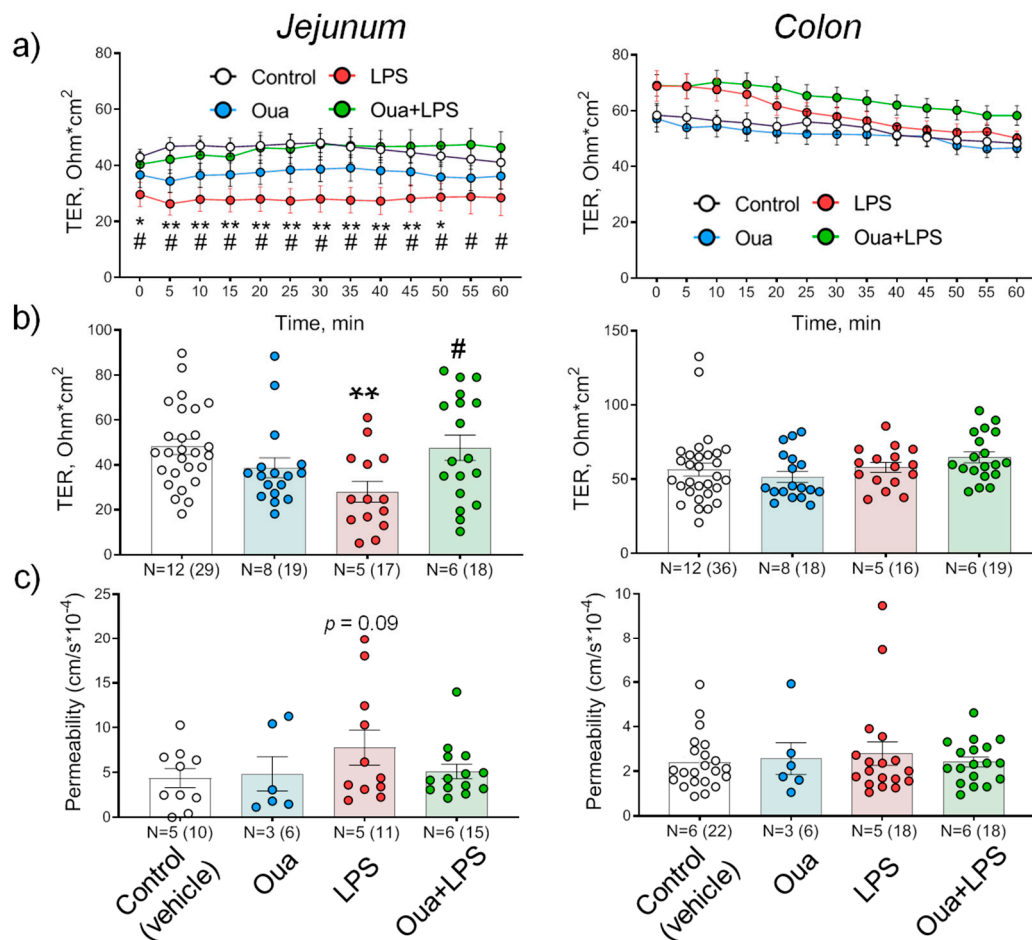 Jejunum
Colon
a)
80
60
40
20
0
TER, Ohm*cm2
Control
LPS
Oua
Oua+LPS
* ** ** ** ** ** ** ** ** ** *
# # # # # # # # # # # # #
0 5 10 15 20 25 30 35 40 45 50 55 60
Time, min
80
60
40
20
0
TER, Ohm*cm2
Control
LPS
Oua
Oua+LPS
0 5 10 15 20 25 30 35 40 45 50 55 60
Time, min
b)
100
80
60
40
20
0
TER, Ohm*cm2
**
#
N=12 (29) N=8 (19) N=5 (17) N=6 (18)
150
100
50
0
TER, Ohm*cm2
N=12 (36) N=8 (18) N=5 (16) N=6 (19)
c)
25
20
15
10
5
0
Permeability (cm/s*10-4)
p = 0.09
N=5 (10) N=3 (6) N=5 (11) N=6 (15)
Control
(vehicle)
Oua
LPS
Oua+LPS
10
8
6
4
2
0
Permeability (cm/s*10-4)
N=6 (22) N=3 (6) N=5 (18) N=6 (18)
Control
(vehicle)
Oua
LPS
Oua+LPS